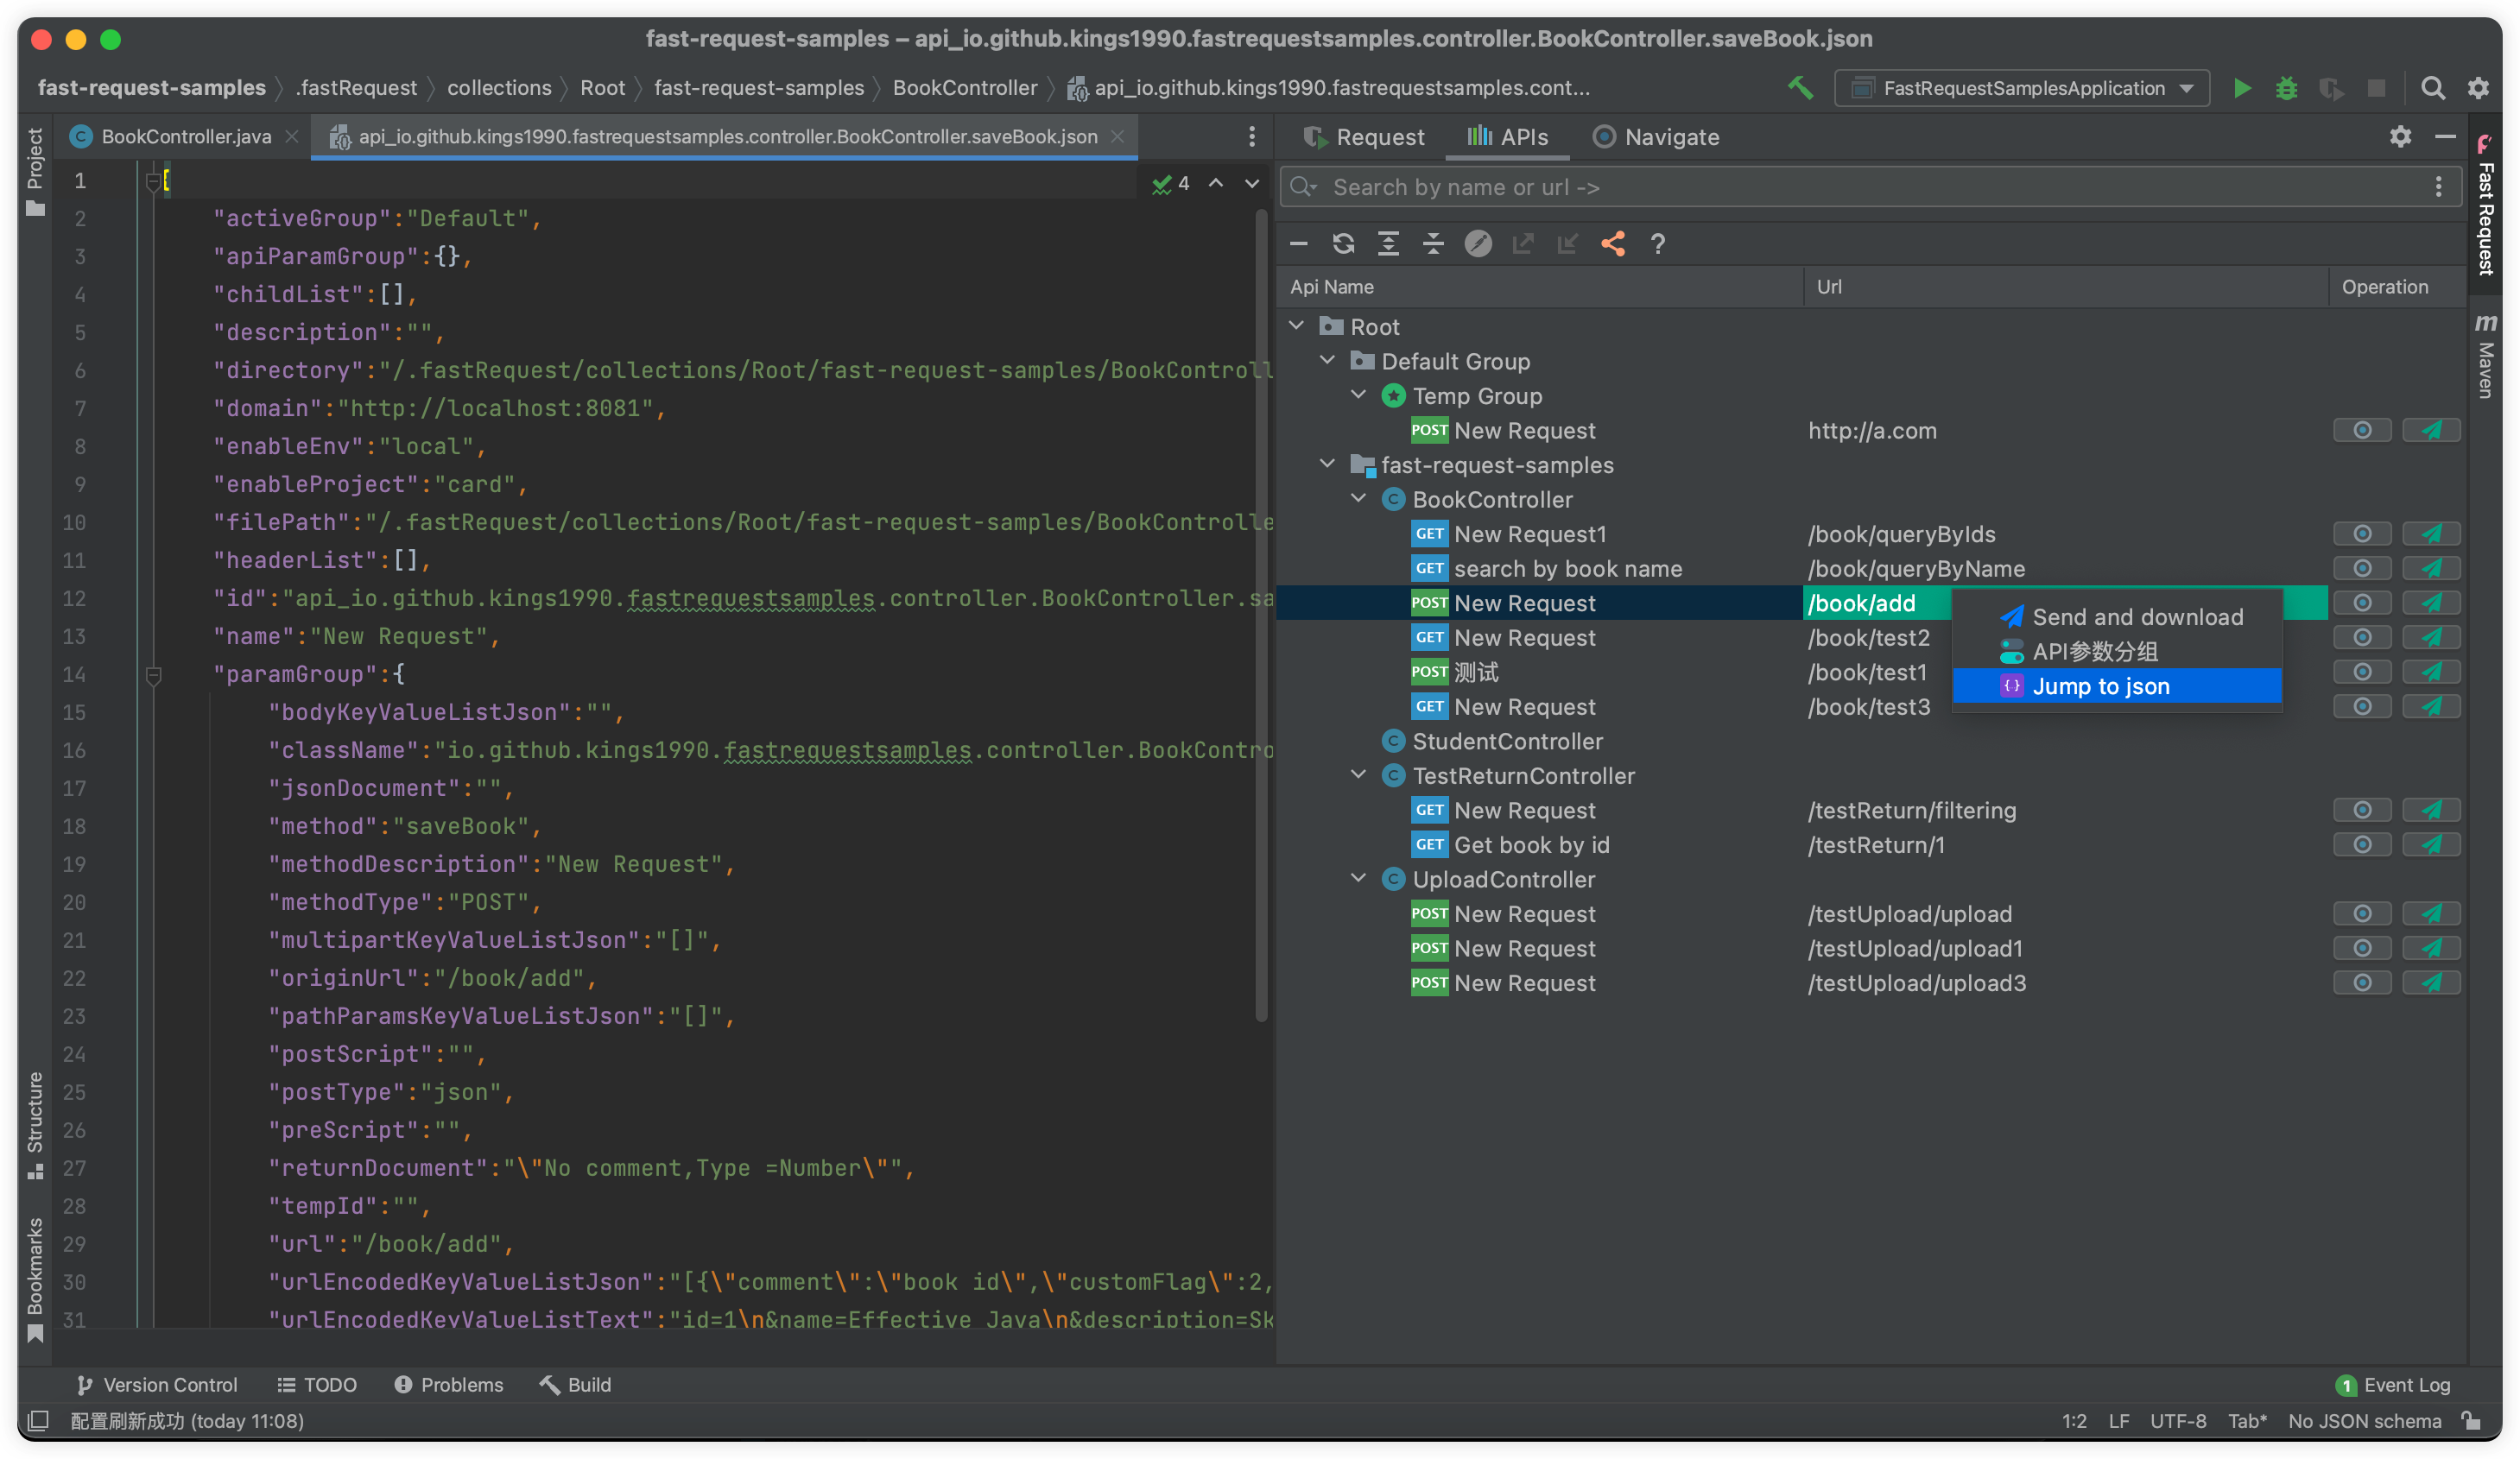 fast-request-samples – api_io.github.kings1990.fastrequestsamples.controller.BookController.saveBook.json
fast-request-samples .fastRequest collections Root fast-request-samples BookController api_io.github.kings1990.fastrequestsamples.cont... FastRequestSamplesApplication
Project
Structure
Bookmarks
BookController.java api_io.github.kings1990.fastrequestsamples.controller.BookController.saveBook.json
4
1 {
2 "activeGroup":"Default",
3 "apiParamGroup":{},
4 "childList":[],
5 "description":"",
6 "directory":"/.fastRequest/collections/Root/fast-request-samples/BookControll
7 "domain":"http://localhost:8081",
8 "enableEnv":"local",
9 "enableProject":"card",
10 "filePath":"/.fastRequest/collections/Root/fast-request-samples/BookControlle
11 "headerList":[],
12 "id":"api_io.github.kings1990.fastrequestsamples.controller.BookController.sa
13 "name":"New Request",
14 "paramGroup":{
15 "bodyKeyValueListJson":"",
16 "className":"io.github.kings1990.fastrequestsamples.controller.BookContro
17 "jsonDocument":"",
18 "method":"saveBook",
19 "methodDescription":"New Request",
20 "methodType":"POST",
21 "multipartKeyValueListJson":"[]",
22 "originUrl":"/book/add",
23 "pathParamsKeyValueListJson":"[]",
24 "postScript":"",
25 "postType":"json",
26 "preScript":"",
27 "returnDocument":"\"No comment,Type =Number\"",
28 "tempId":"",
29 "url":"/book/add",
30 "urlEncodedKeyValueListJson":"[{\"comment\":\"book id\",\"customFlag\":2,
31 "urlEncodedKeyValueListText":"id=1\n&name=Effective Java\n&description=Sk
Request APIs Navigate
Search by name or url ->
?
Api Name Url Operation
Root
Default Group
Temp Group
POST New Request http://a.com
fast-request-samples
C BookController
GET New Request1 /book/queryByIds
GET search by book name /book/queryByName
POST New Request /book/add
GET New Request /book/test2
POST 测试 /book/test1
GET New Request /book/test3
Send and download
API参数分组
{} Jump to json
C StudentController
C TestReturnController
GET New Request /testReturn/filtering
GET Get book by id /testReturn/1
C UploadController
POST New Request /testUpload/upload
POST New Request /testUpload/upload1
POST New Request /testUpload/upload3
Fast Request
m Maven
Version Control TODO Problems Build 1 Event Log
配置刷新成功 (today 11:08) 1:2 LF UTF-8 Tab* No JSON schema